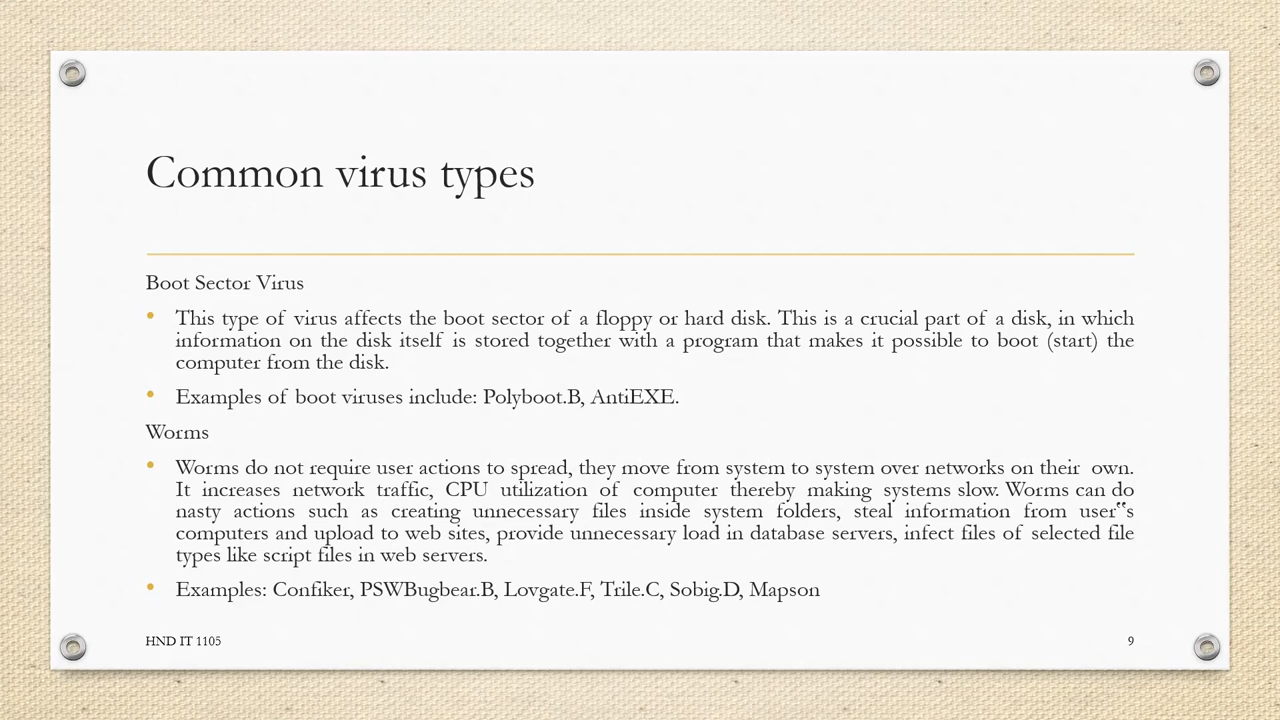 Common virus types
Boot Sector Virus
• This type of virus affects the boot sector of a floppy or hard disk. This is a crucial part of a disk, in which
information on the disk itself is stored together with a program that makes it possible to boot (start) the
computer from the disk.
• Examples of boot viruses include: Polyboot.B, AntiEXE.
Worms
• Worms do not require user actions to spread, they move from system to system over networks on their own.
It increases network traffic, CPU utilization of computer thereby making systems slow. Worms can do
nasty actions such as creating unnecessary files inside system folders, steal information from user‟s
computers and upload to web sites, provide unnecessary load in database servers, infect files of selected file
types like script files in web servers.
• Examples: Confiker, PSWBugbear.B, Lovgate.F, Trile.C, Sobig.D, Mapson
HND IT 1105
9